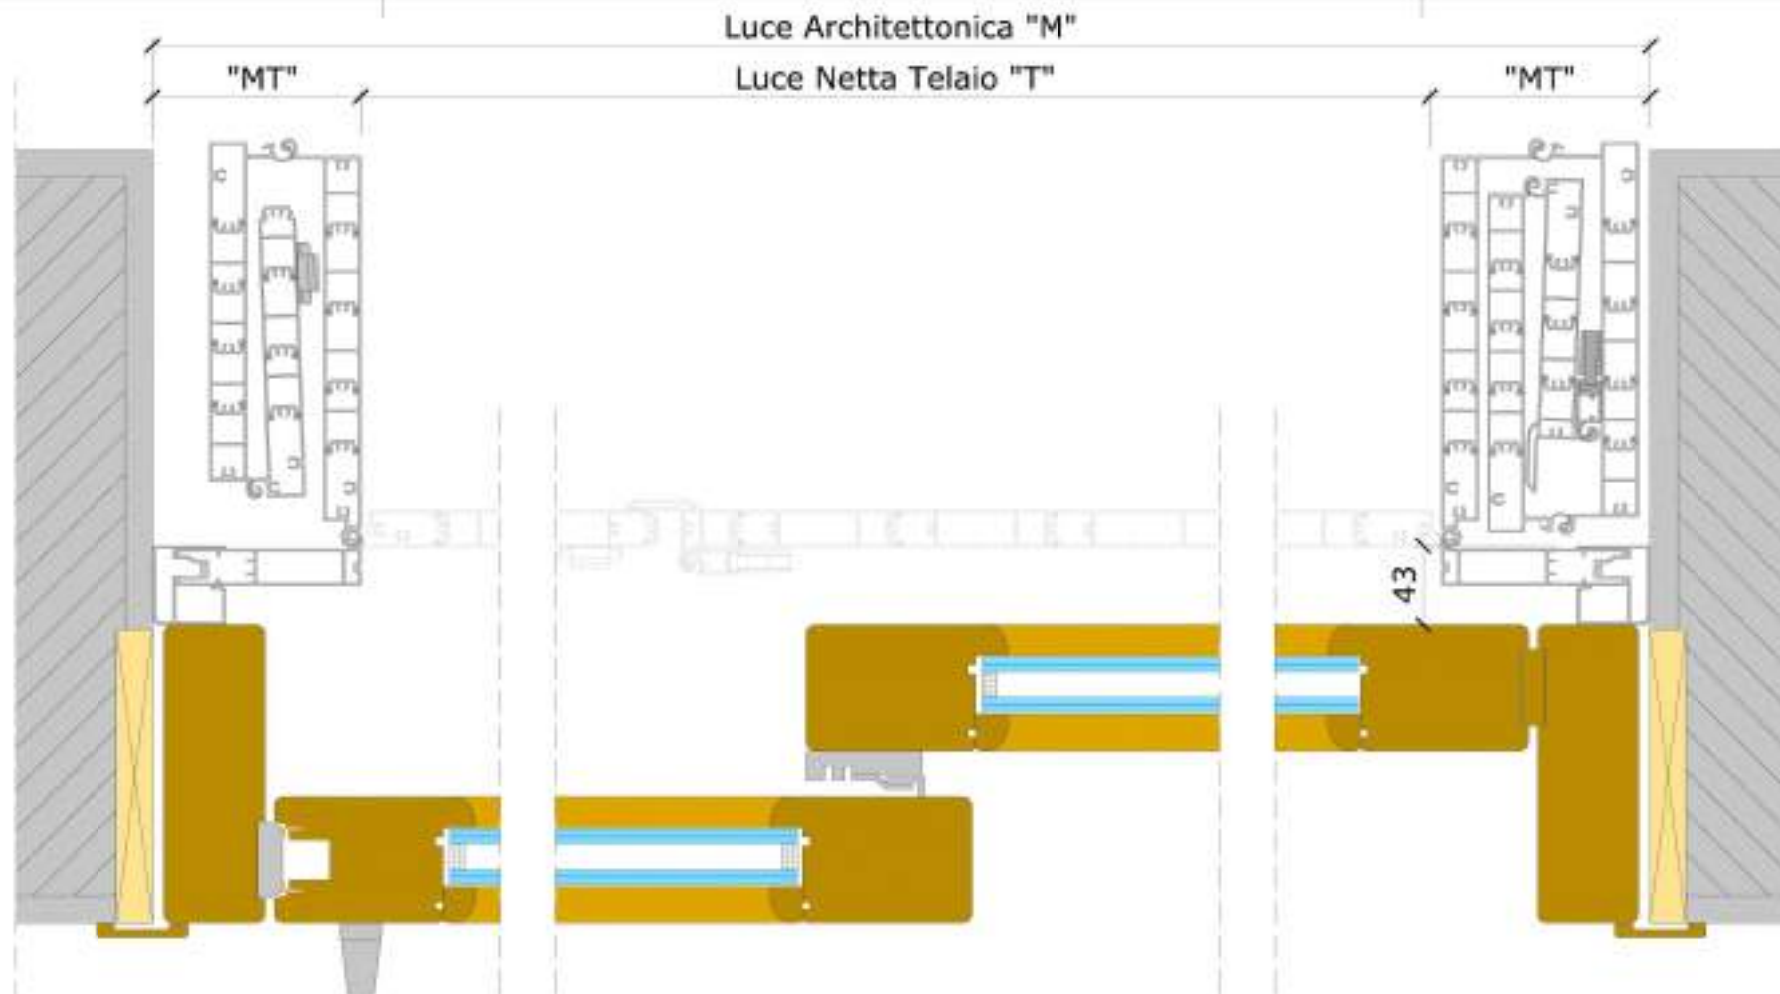 Luce Architettonica "M"
"MT" Luce Netta Telaio "T" "MT"
43